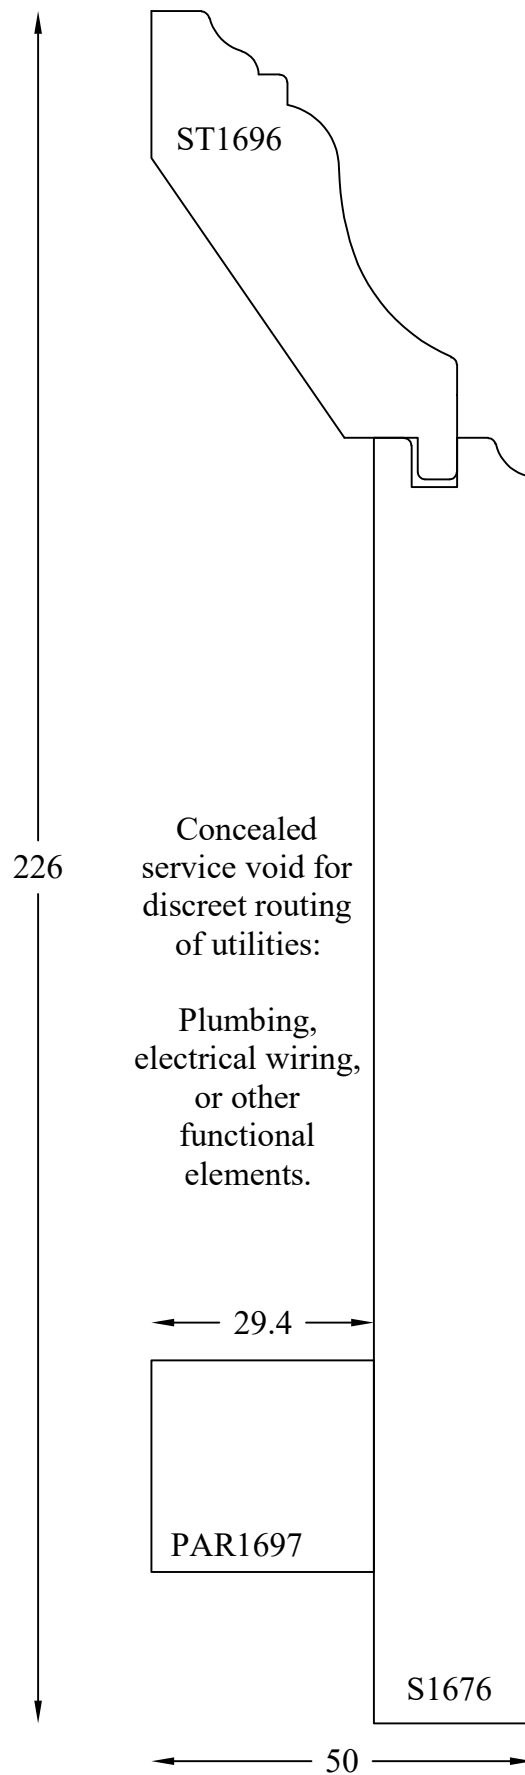 ST1696
226
Concealed
service void for
discreet routing
of utilities:
Plumbing,
electrical wiring,
or other
functional
elements.
29.4
PAR1697
S1676
50